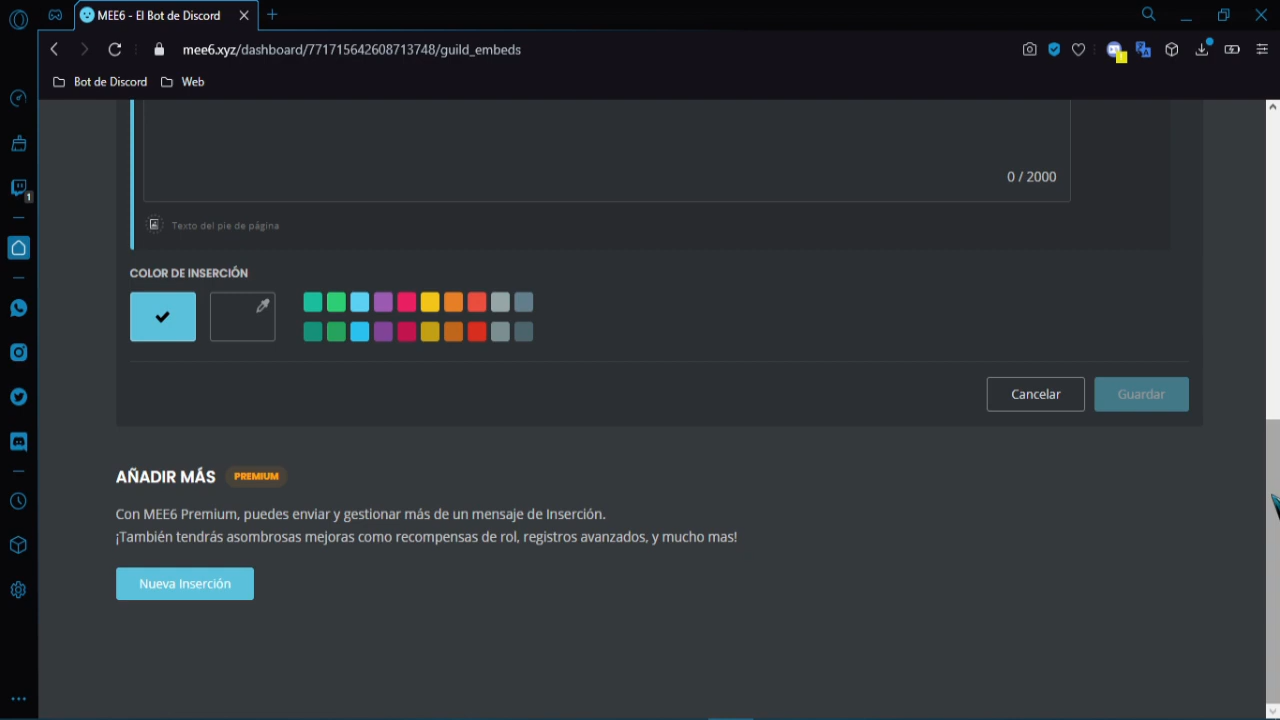 MEE6 - El Bot de Discord
mee6.xyz/dashboard/771715642608713748/guild_embeds
Bot de Discord
Web
1
0 / 2000
Texto del pie de página
COLOR DE INSERCIÓN
Cancelar
Guardar
AÑADIR MÁS
PREMIUM
Con MEE6 Premium, puedes enviar y gestionar más de un mensaje de Inserción.
¡También tendrás asombrosas mejoras como recompensas de rol, registros avanzados, y mucho mas!
Nueva Inserción